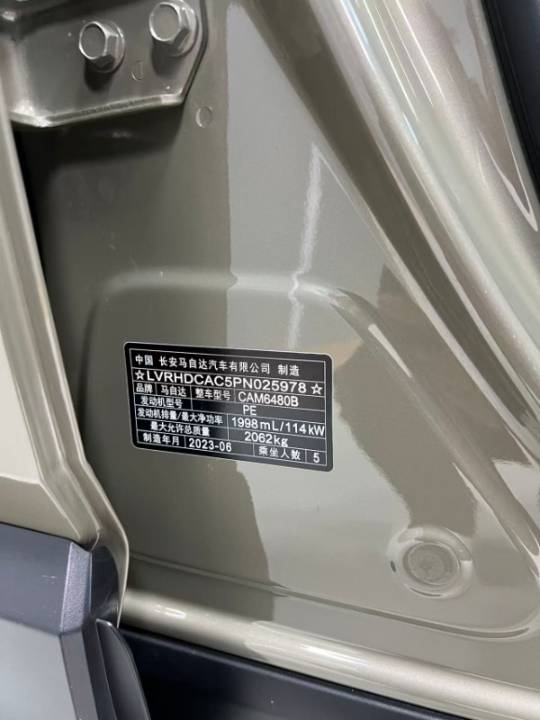 中国 长安马自达汽车有限公司 制造
☆LVRHDCAC5PN025978☆
品牌 马自达 整车型号 CAM6480B
发动机型号 PE
发动机排量/最大净功率 1998mL/114kW
最大允许总质量 2062kg
制造年月 2023-06 乘坐人数 5